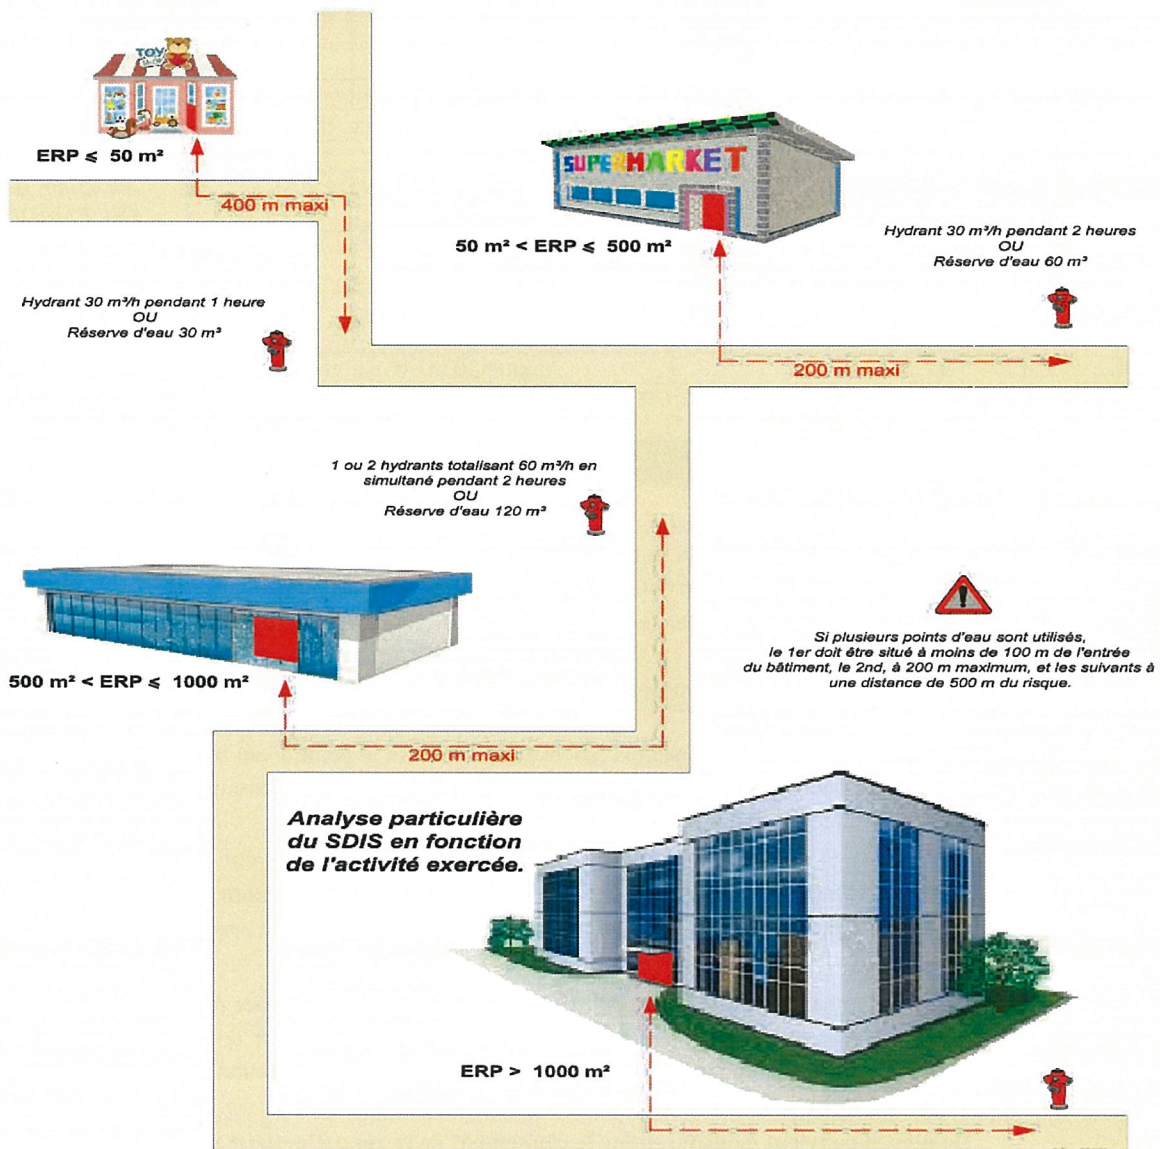 TOY
SHOP
ERP ≤ 50 m²
400 m maxi
SUPERMARKET
50 m² < ERP ≤ 500 m²
Hydrant 30 m³/h pendant 2 heures
OU
Réserve d'eau 60 m³
Hydrant 30 m³/h pendant 1 heure
OU
Réserve d'eau 30 m³
200 m maxi
1 ou 2 hydrants totalisant 60 m³/h en
simultané pendant 2 heures
OU
Réserve d'eau 120 m³
Si plusieurs points d'eau sont utilisés,
le 1er doit être situé à moins de 100 m de l'entrée
du bâtiment, le 2nd, à 200 m maximum, et les suivants à
une distance de 500 m du risque.
500 m² < ERP ≤ 1000 m²
200 m maxi
Analyse particulière
du SDIS en fonction
de l'activité exercée.
ERP > 1000 m²